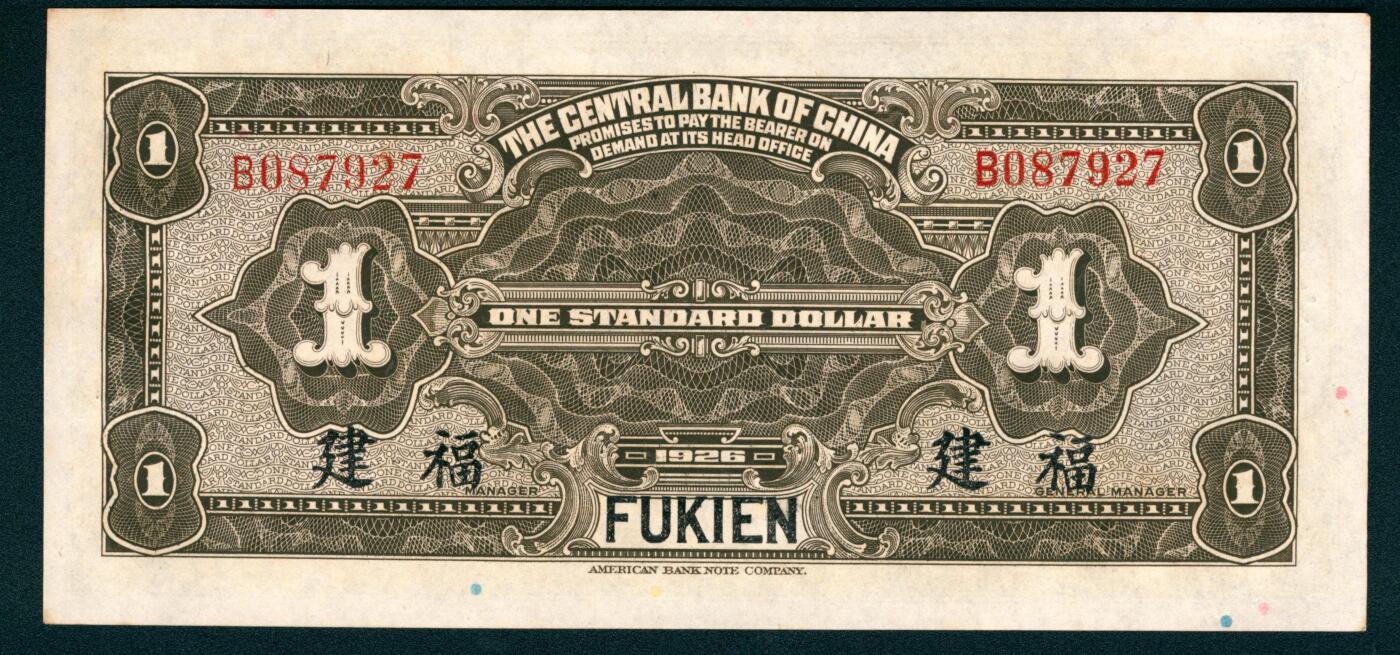 THE CENTRAL BANK OF CHINA
PROMISES TO PAY THE BEARER ON
DEMAND AT ITS HEAD OFFICE
1
1
B087927
B087927
1
1
ONE STANDARD DOLLAR
建 福
建 福
1926
MANAGER
GENERAL MANAGER
1
1
FUKIEN
AMERICAN BANK NOTE COMPANY.